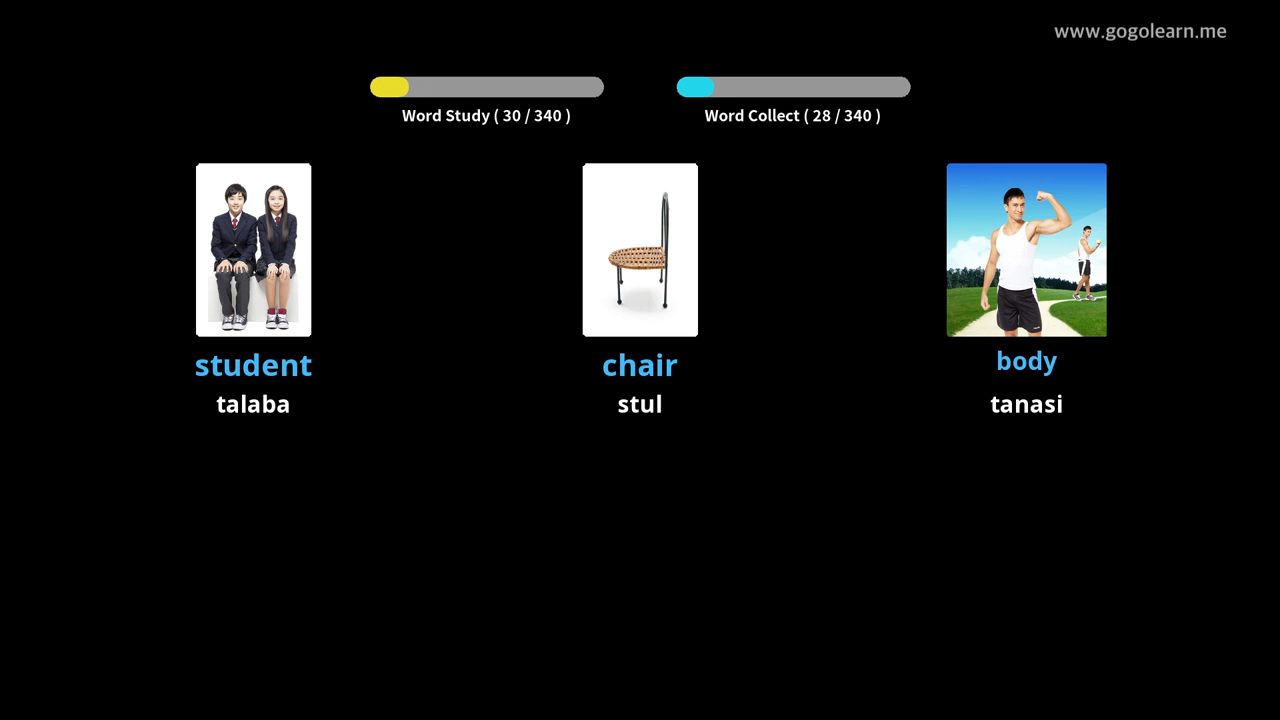 www.gogolearn.me
Word Study ( 30 / 340 )
Word Collect ( 28 / 340 )
student
talaba
chair
stul
body
tanasi